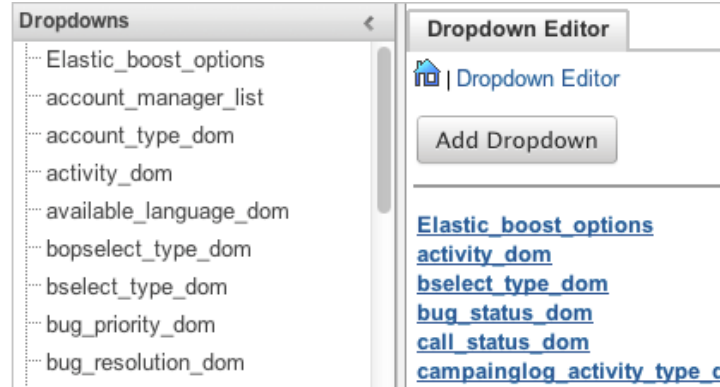 Dropdowns
Elastic_boost_options
account_manager_list
account_type_dom
activity_dom
available_language_dom
bopselect_type_dom
bselect_type_dom
bug_priority_dom
bug_resolution_dom
Dropdown Editor
| Dropdown Editor
Add Dropdown
Elastic_boost_options
activity_dom
bselect_type_dom
bug_status_dom
call_status_dom
campainglog_activity_type_d